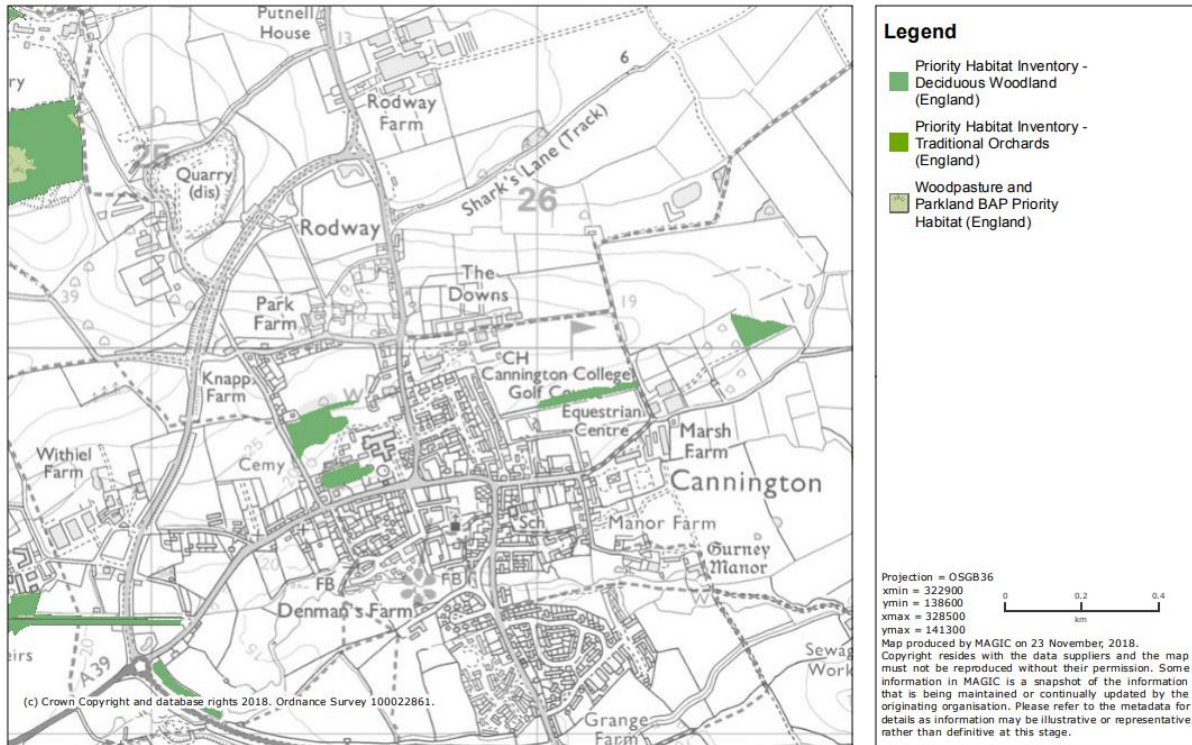 Putnell
House
13
6
ry
Rodway
Farm
Shark's Lane (Track)
25
Quarry
(dis)
26
Rodway
39
The
Downs
19
Park
Farm
CH
Cannington College
Golf Course
Knapp
Farm
W
Equestrian
Centre
Marsh
Farm
25
Withiel
Farm
Cemy
Cannington
Sch
Manor Farm
Gurney
Manor
20
FB
FB
Denman's Farm
W
eirs
20
15
A 39
Sewag
Work
Grange
Farm
(c) Crown Copyright and database rights 2018. Ordnance Survey 100022861.
Legend
Priority Habitat Inventory -
Deciduous Woodland
(England)
Priority Habitat Inventory -
Traditional Orchards
(England)
Woodpasture and
Parkland BAP Priority
Habitat (England)
Projection = OSGB36
xmin = 322900
ymin = 138600
xmax = 328500
ymax = 141300
0 0.2 0.4
km
Map produced by MAGIC on 23 November, 2018.
Copyright resides with the data suppliers and the map
must not be reproduced without their permission. Some
information in MAGIC is a snapshot of the information
that is being maintained or continually updated by the
originating organisation. Please refer to the metadata for
details as information may be illustrative or representative
rather than definitive at this stage.